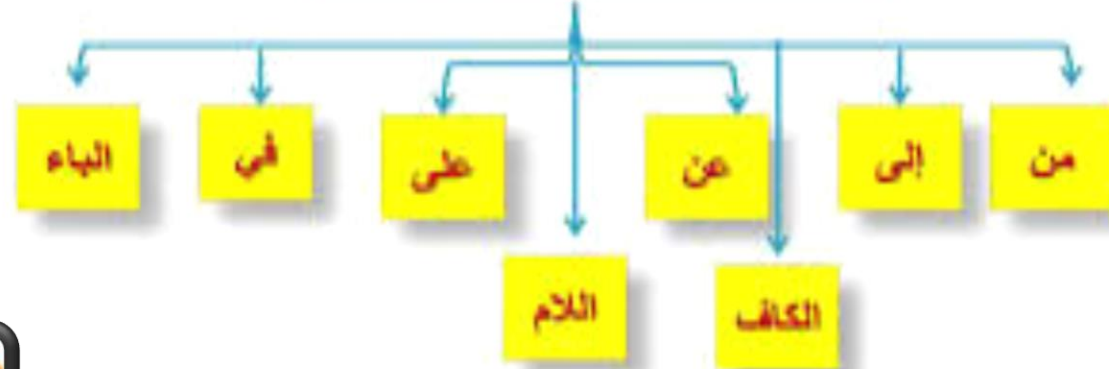 من
إلى
عن
على
في
الباء
الكاف
اللام